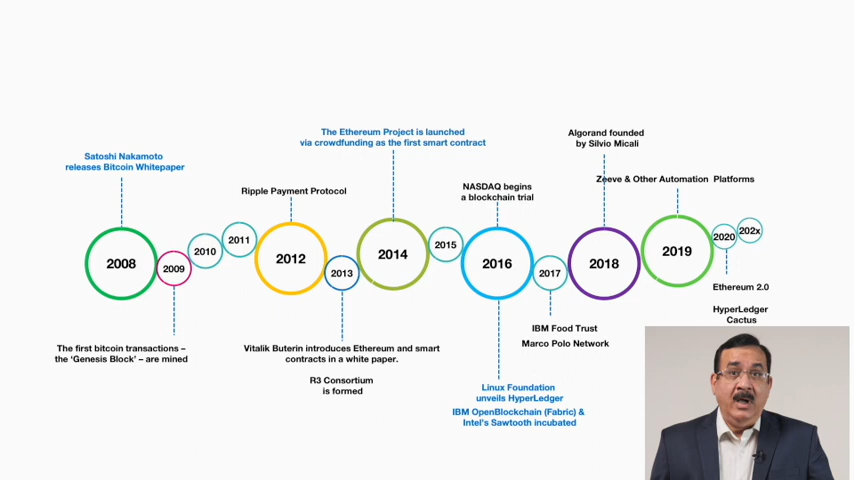 The Ethereum Project is launched
via crowdfunding as the first smart contract
Algorand founded
by Silvio Micali
Satoshi Nakamoto
releases Bitcoin Whitepaper
Ripple Payment Protocol
NASDAQ begins
a blockchain trial
Zeeve & Other Automation Platforms
2008
2009
2010
2011
2012
2013
2014
2015
2016
2017
2018
2019
2020
202x
Ethereum 2.0
HyperLedger
Cactus
IBM Food Trust
Marco Polo Network
The first bitcoin transactions –
the ‘Genesis Block’ – are mined
Vitalik Buterin introduces Ethereum and smart
contracts in a white paper.
R3 Consortium
is formed
Linux Foundation
unveils HyperLedger
IBM OpenBlockchain (Fabric) &
Intel's Sawtooth incubated